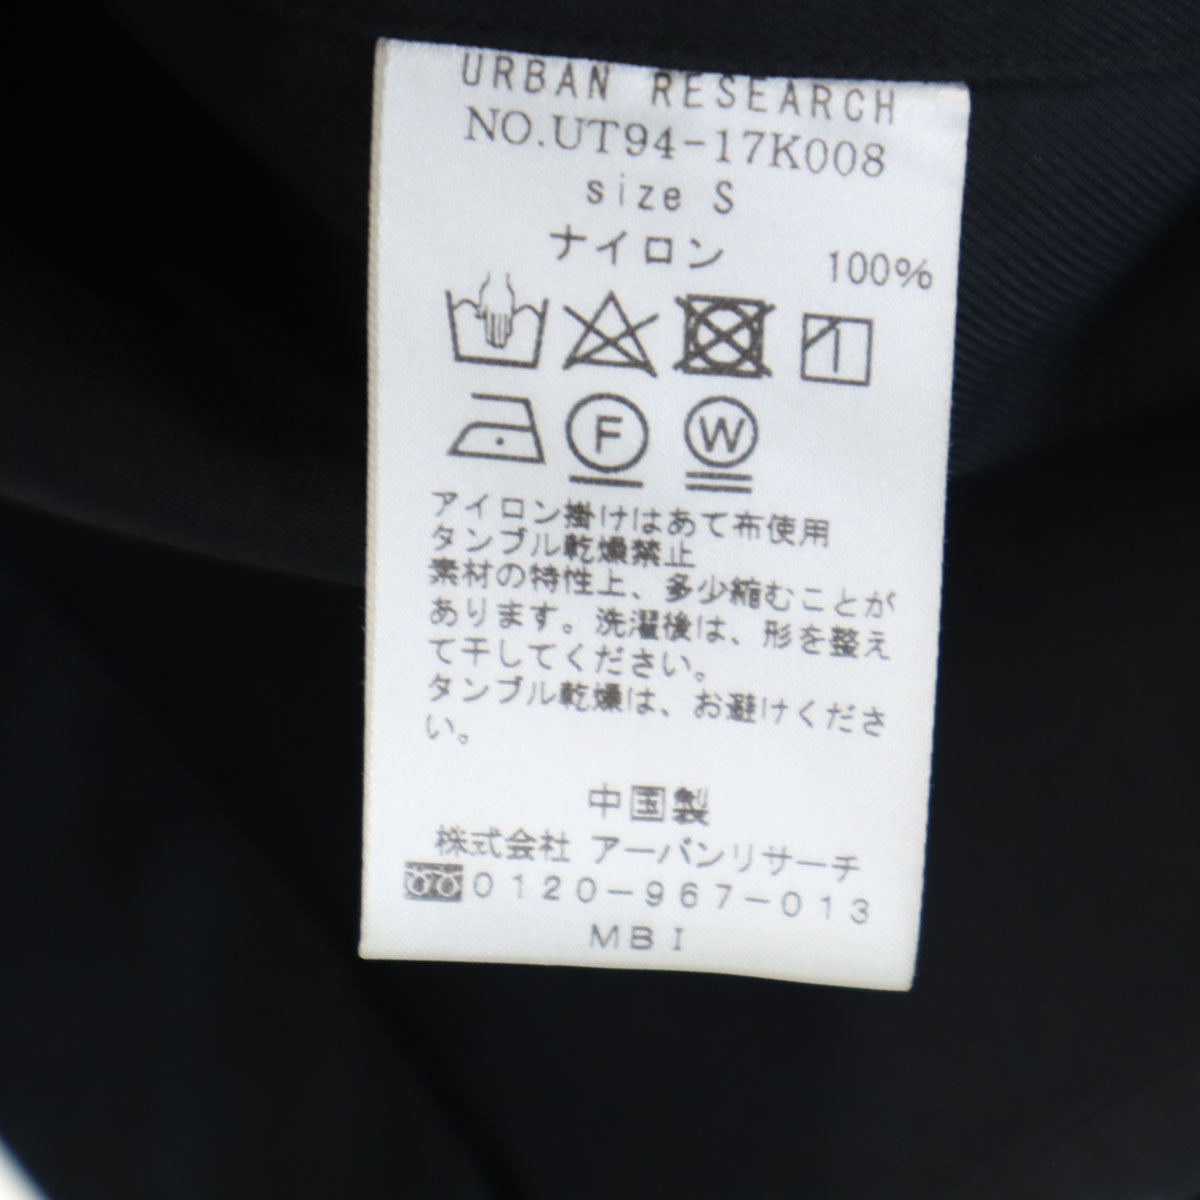 URBAN RESEARCH
NO.UT94-17K008
size S
ナイロン 100%
F W
アイロン掛けはあて布使用
タンブル乾燥禁止
素材の特性上、多少縮むことが
あります。洗濯後は、形を整え
て干してください。
タンブル乾燥は、お避けくださ
い。
中国製
株式会社 アーバンリサーチ
0120-967-013
MBI